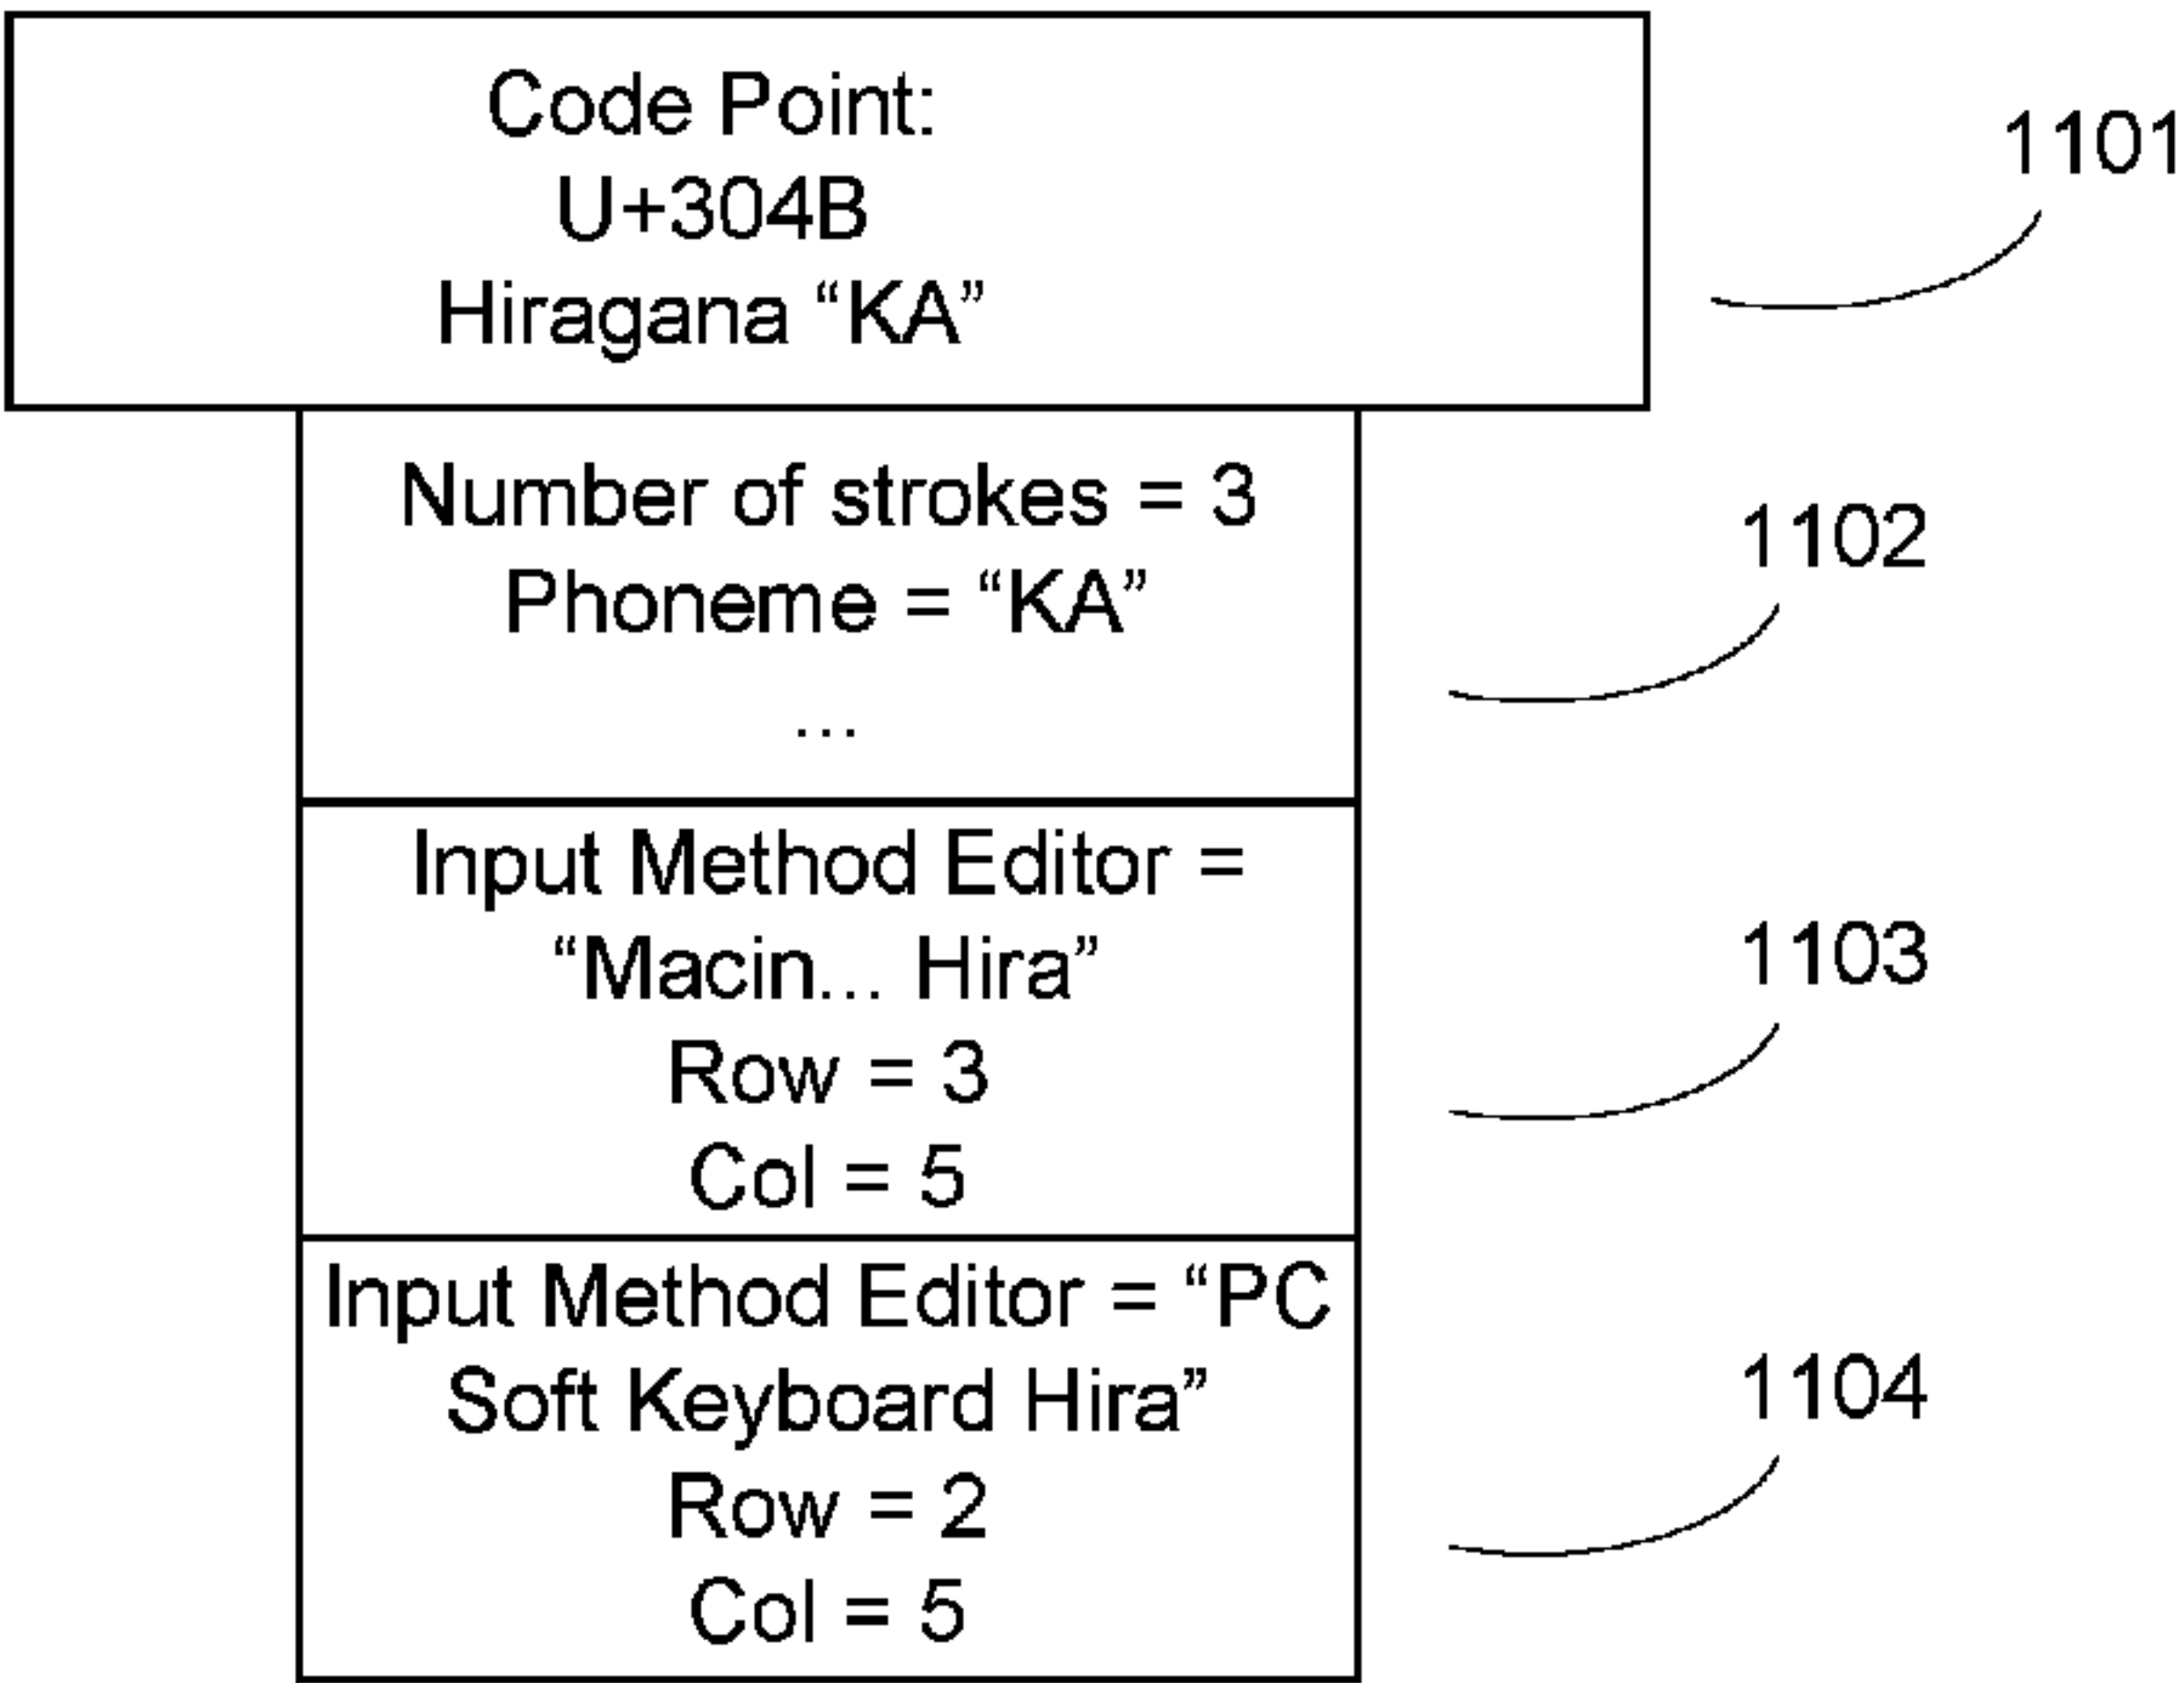 Code Point:
U+304B
Hiragana “KA”
1101
Number of strokes = 3
Phoneme = “KA”
...
1102
Input Method Editor =
“Macin... Hira”
Row = 3
Col = 5
1103
Input Method Editor = “PC
Soft Keyboard Hira”
Row = 2
Col = 5
1104